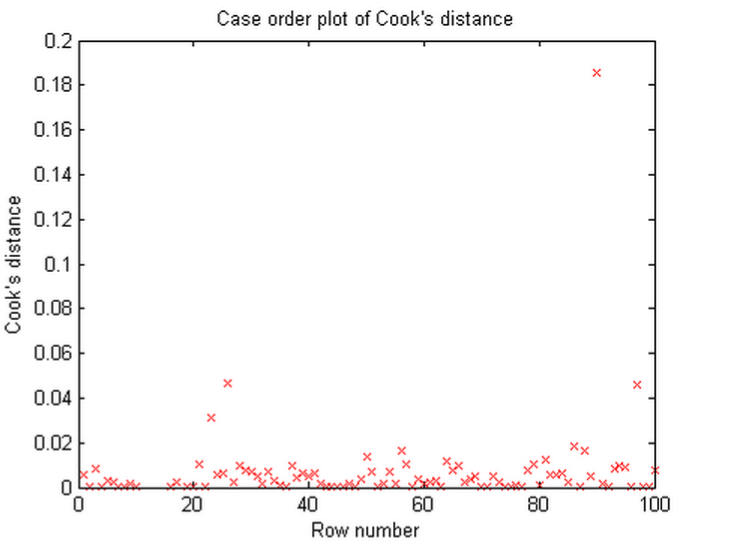 Case order plot of Cook's distance
0.2
0.18
0.16
0.14
0.12
0.1
0.08
0.06
0.04
0.02
0
Cook's distance
0 20 40 60 80 100
Row number